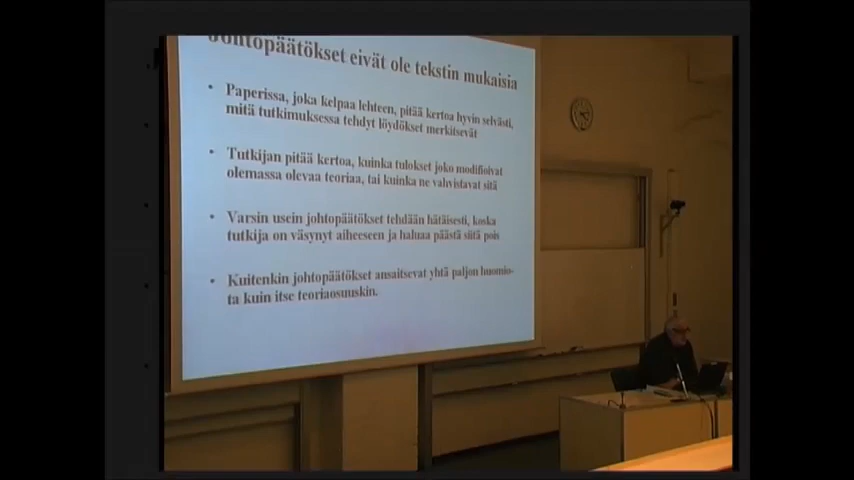 Johtopäätökset eivät ole tekstin mukaisia
• Paperissa, joka kelpaa lehteen, pitää kertoa hyvin selvästi,
mitä tutkimuksessa tehdyt löydökset merkitsevät
• Tutkijan pitää kertoa, kuinka tulokset joko modifioivat
olemassa olevaa teoriaa, tai kuinka ne vahvistavat sitä
• Varsin usein johtopäätökset tehdään hätäisesti, koska
tutkija on väsynyt aiheeseen ja haluaa päästä siitä pois
• Kuitenkin johtopäätökset ansaitsevat yhtä paljon huomio-
ta kuin itse teoriaosuuskin.